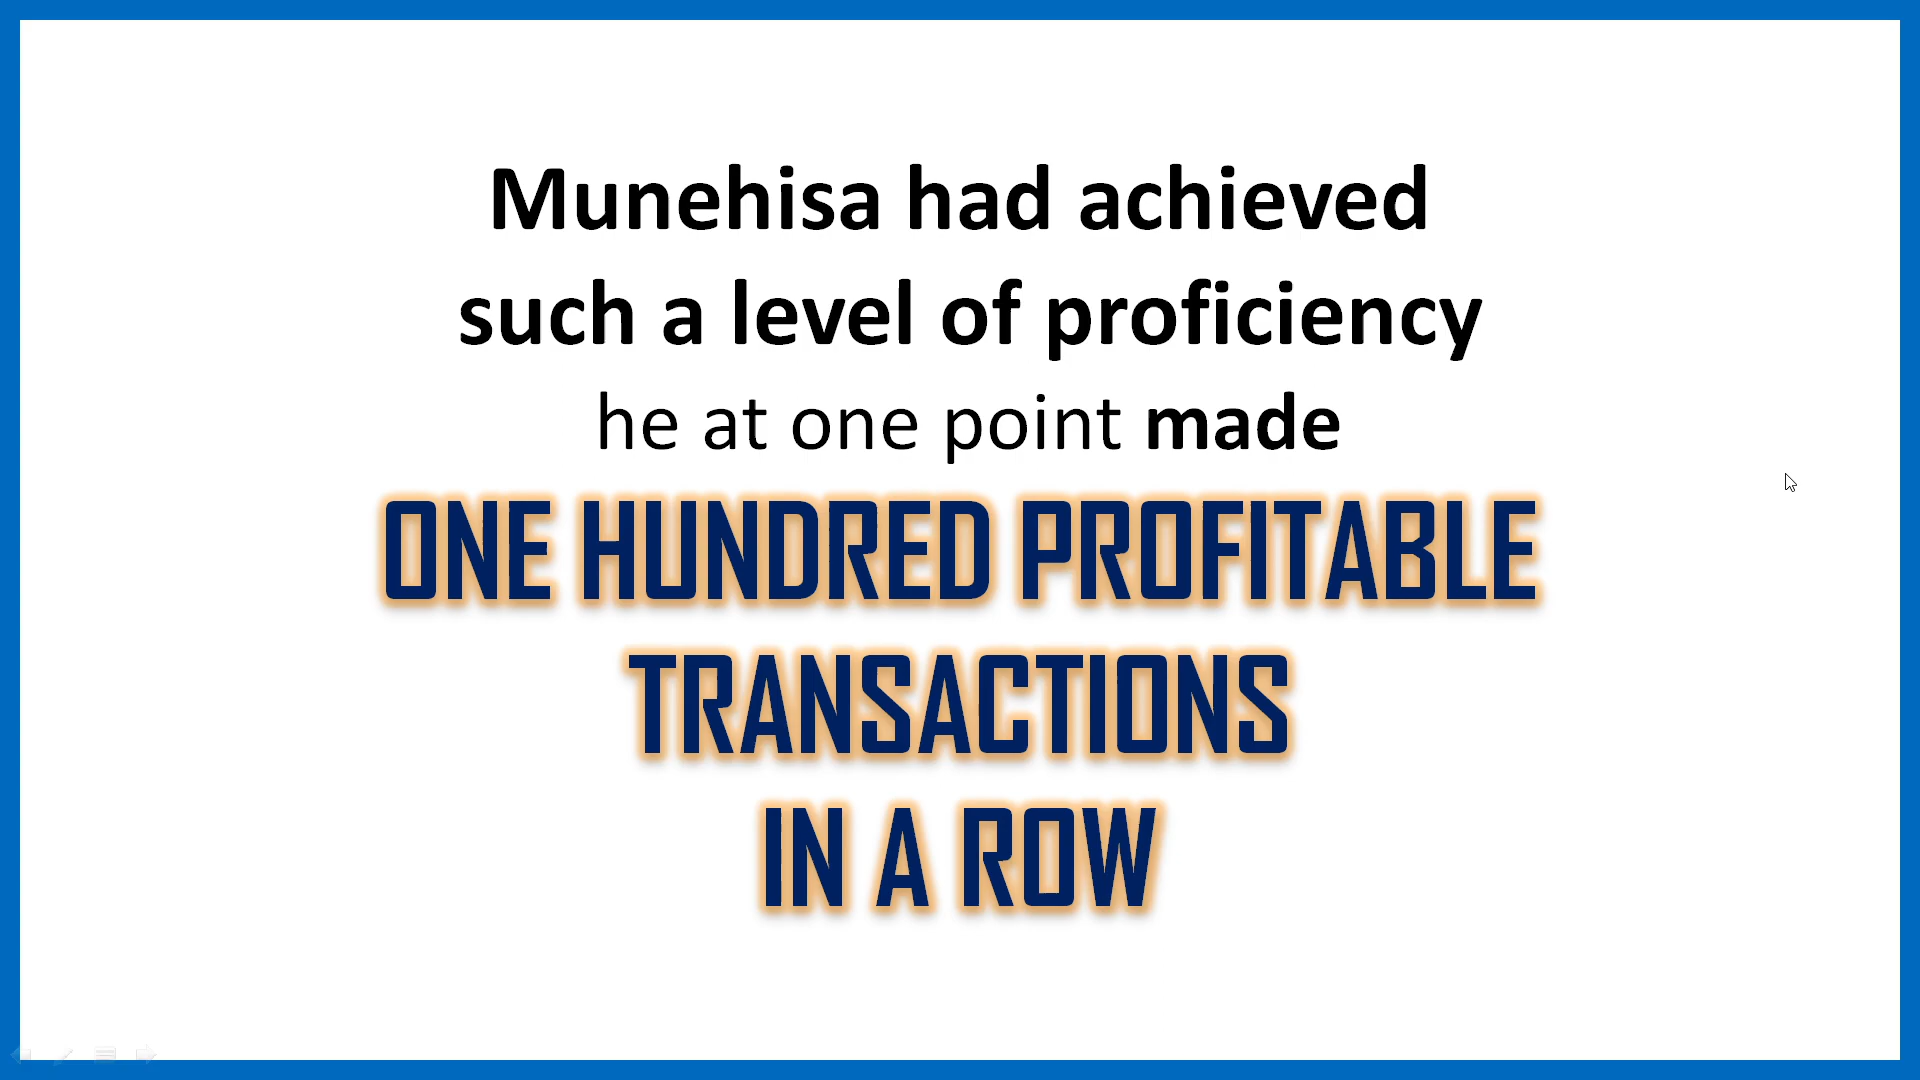 Munehisa had achieved
such a level of proficiency
he at one point made
ONE HUNDRED PROFITABLE
TRANSACTIONS
IN A ROW